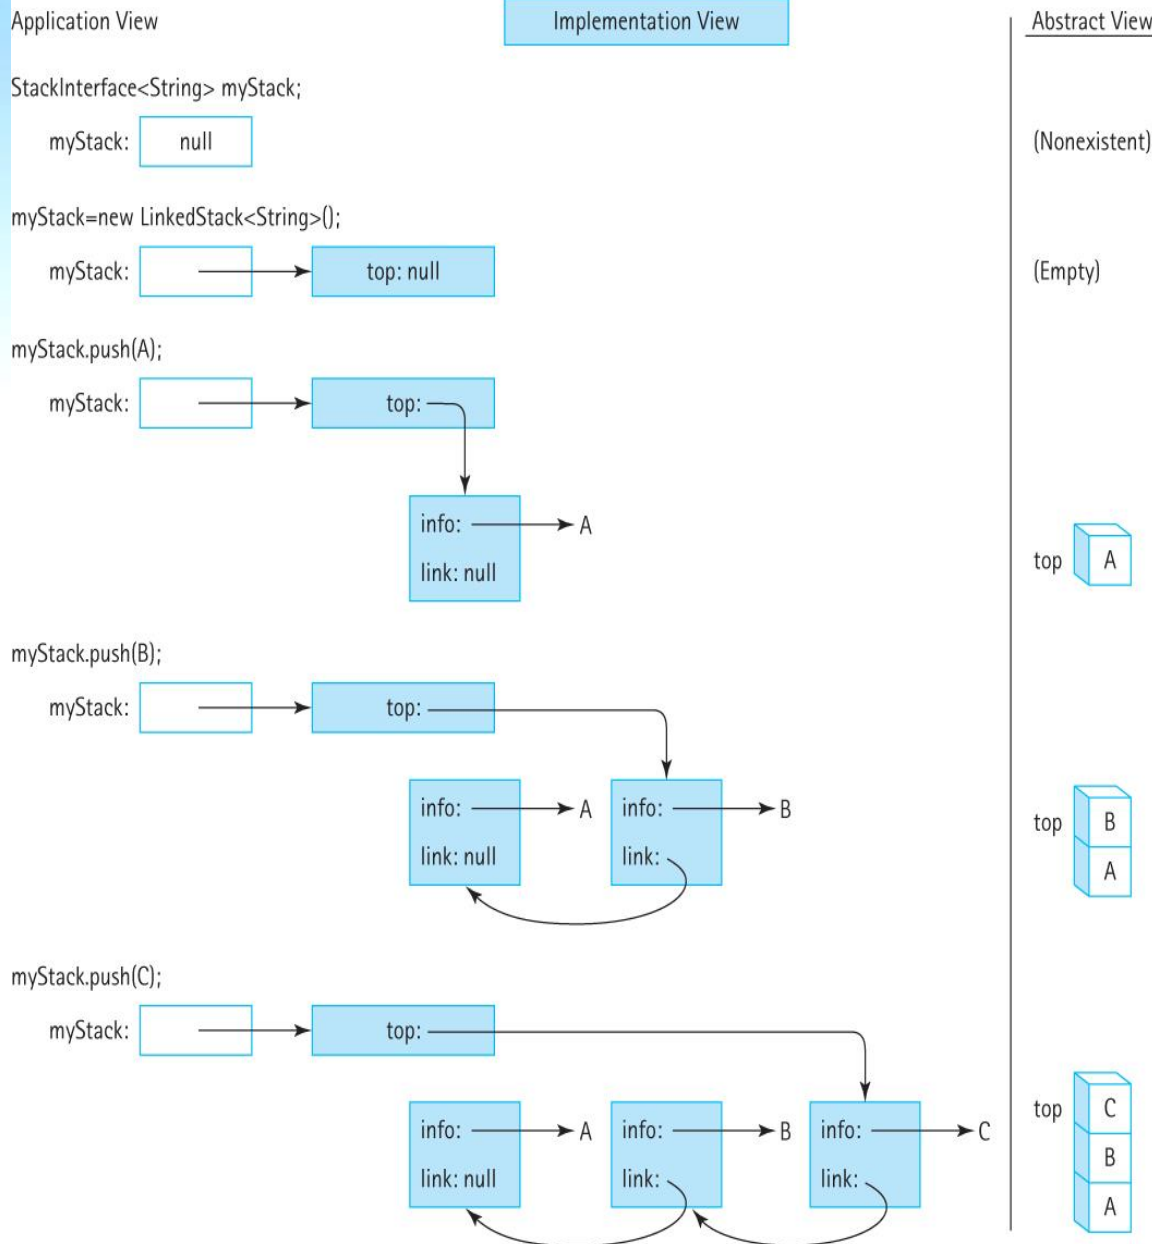 Application View
Implementation View
Abstract View
StackInterface<String> myStack;
myStack:
null
(Nonexistent)
myStack=new LinkedStack<String>();
myStack:
top: null
(Empty)
myStack.push(A);
myStack:
top:
info:
A
link: null
top
A
myStack.push(B);
myStack:
top:
info:
A
info:
B
link: null
link:
top
B
A
myStack.push(C);
myStack:
top:
info:
A
info:
B
info:
C
link: null
link:
link:
top
C
B
A